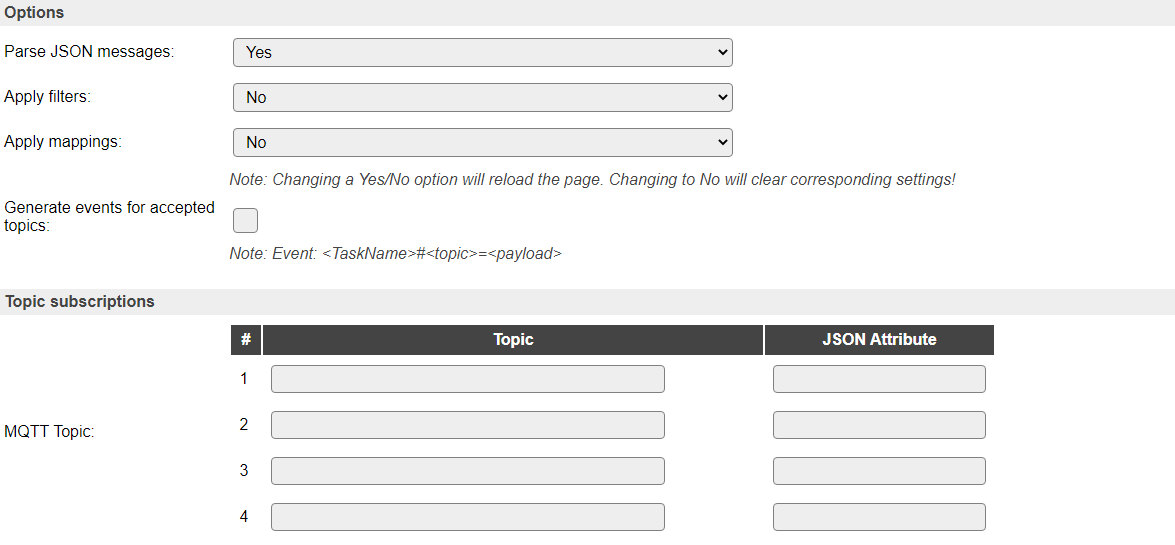 Options
Parse JSON messages:
Yes
Apply filters:
No
Apply mappings:
No
Note: Changing a Yes/No option will reload the page. Changing to No will clear corresponding settings!
Generate events for accepted
topics:
Note: Event: <TaskName>#<topic>=<payload>
Topic subscriptions
# Topic JSON Attribute
MQTT Topic:
1
2
3
4